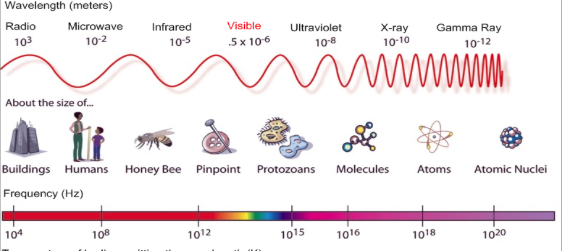 Wavelength (meters)
Radio Microwave Infrared Visible Ultraviolet X-ray Gamma Ray
10³ 10⁻² 10⁻⁵ .5 x 10⁻⁶ 10⁻⁸ 10⁻¹⁰ 10⁻¹²
About the size of...
Buildings Humans Honey Bee Pinpoint Protozoans Molecules Atoms Atomic Nuclei
Frequency (Hz)
10⁴ 10⁸ 10¹² 10¹⁵ 10¹⁶ 10¹⁸ 10²⁰